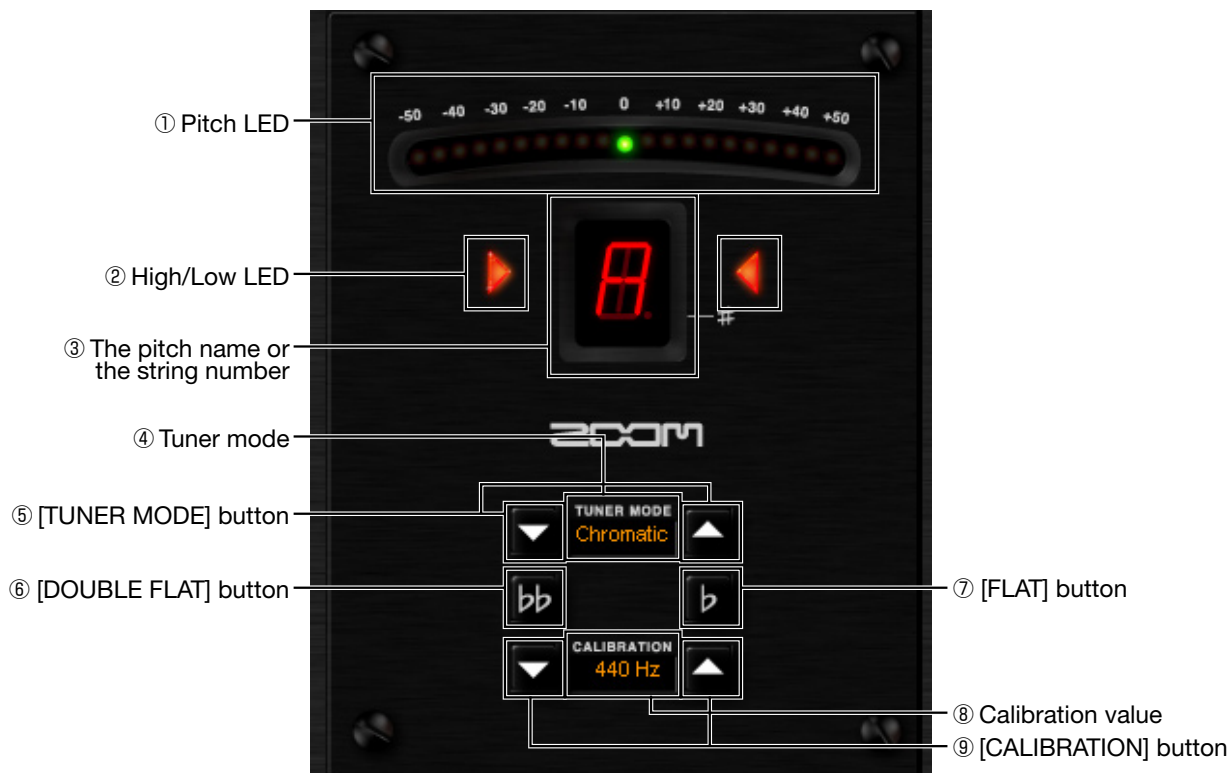 -50 -40 -30 -20 -10 0 +10 +20 +30 +40 +50
① Pitch LED
② High/Low LED
A
#
③ The pitch name or
the string number
ZOOM
④ Tuner mode
⑤ [TUNER MODE] button
TUNER MODE
Chromatic
⑥ [DOUBLE FLAT] button
♭♭
♭
⑦ [FLAT] button
CALIBRATION
440 Hz
⑧ Calibration value
⑨ [CALIBRATION] button